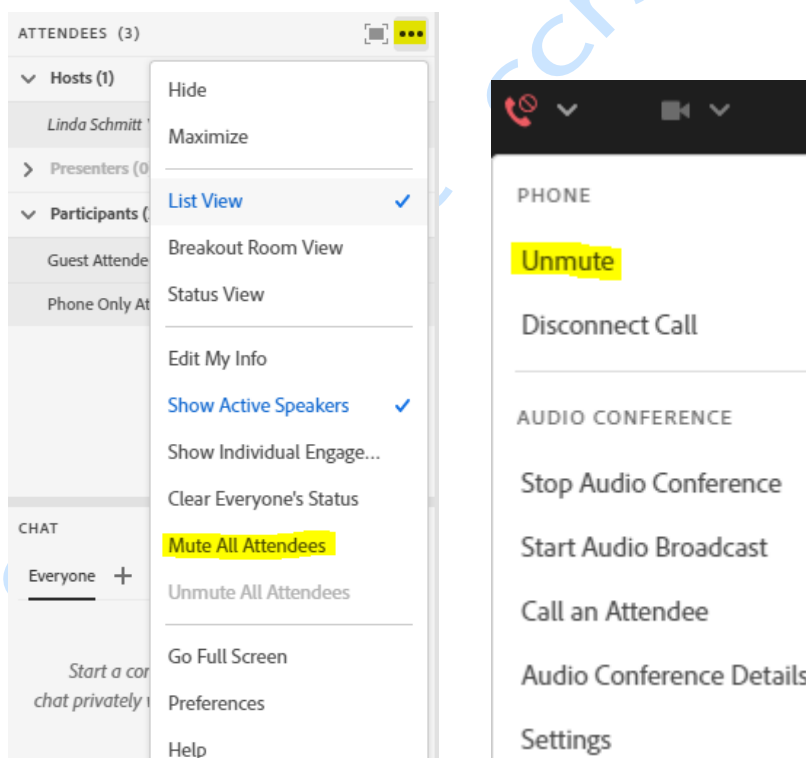 ATTENDEES (3)
Hosts (1)
Linda Schmitt
Presenters (0
Participants (
Guest Attende
Phone Only At
Hide
Maximize
List View
Breakout Room View
Status View
Edit My Info
Show Active Speakers
Show Individual Engage...
Clear Everyone's Status
Mute All Attendees
Unmute All Attendees
Go Full Screen
Preferences
Help
CHAT
Everyone +
Start a cor
chat privately
PHONE
Unmute
Disconnect Call
AUDIO CONFERENCE
Stop Audio Conference
Start Audio Broadcast
Call an Attendee
Audio Conference Details
Settings